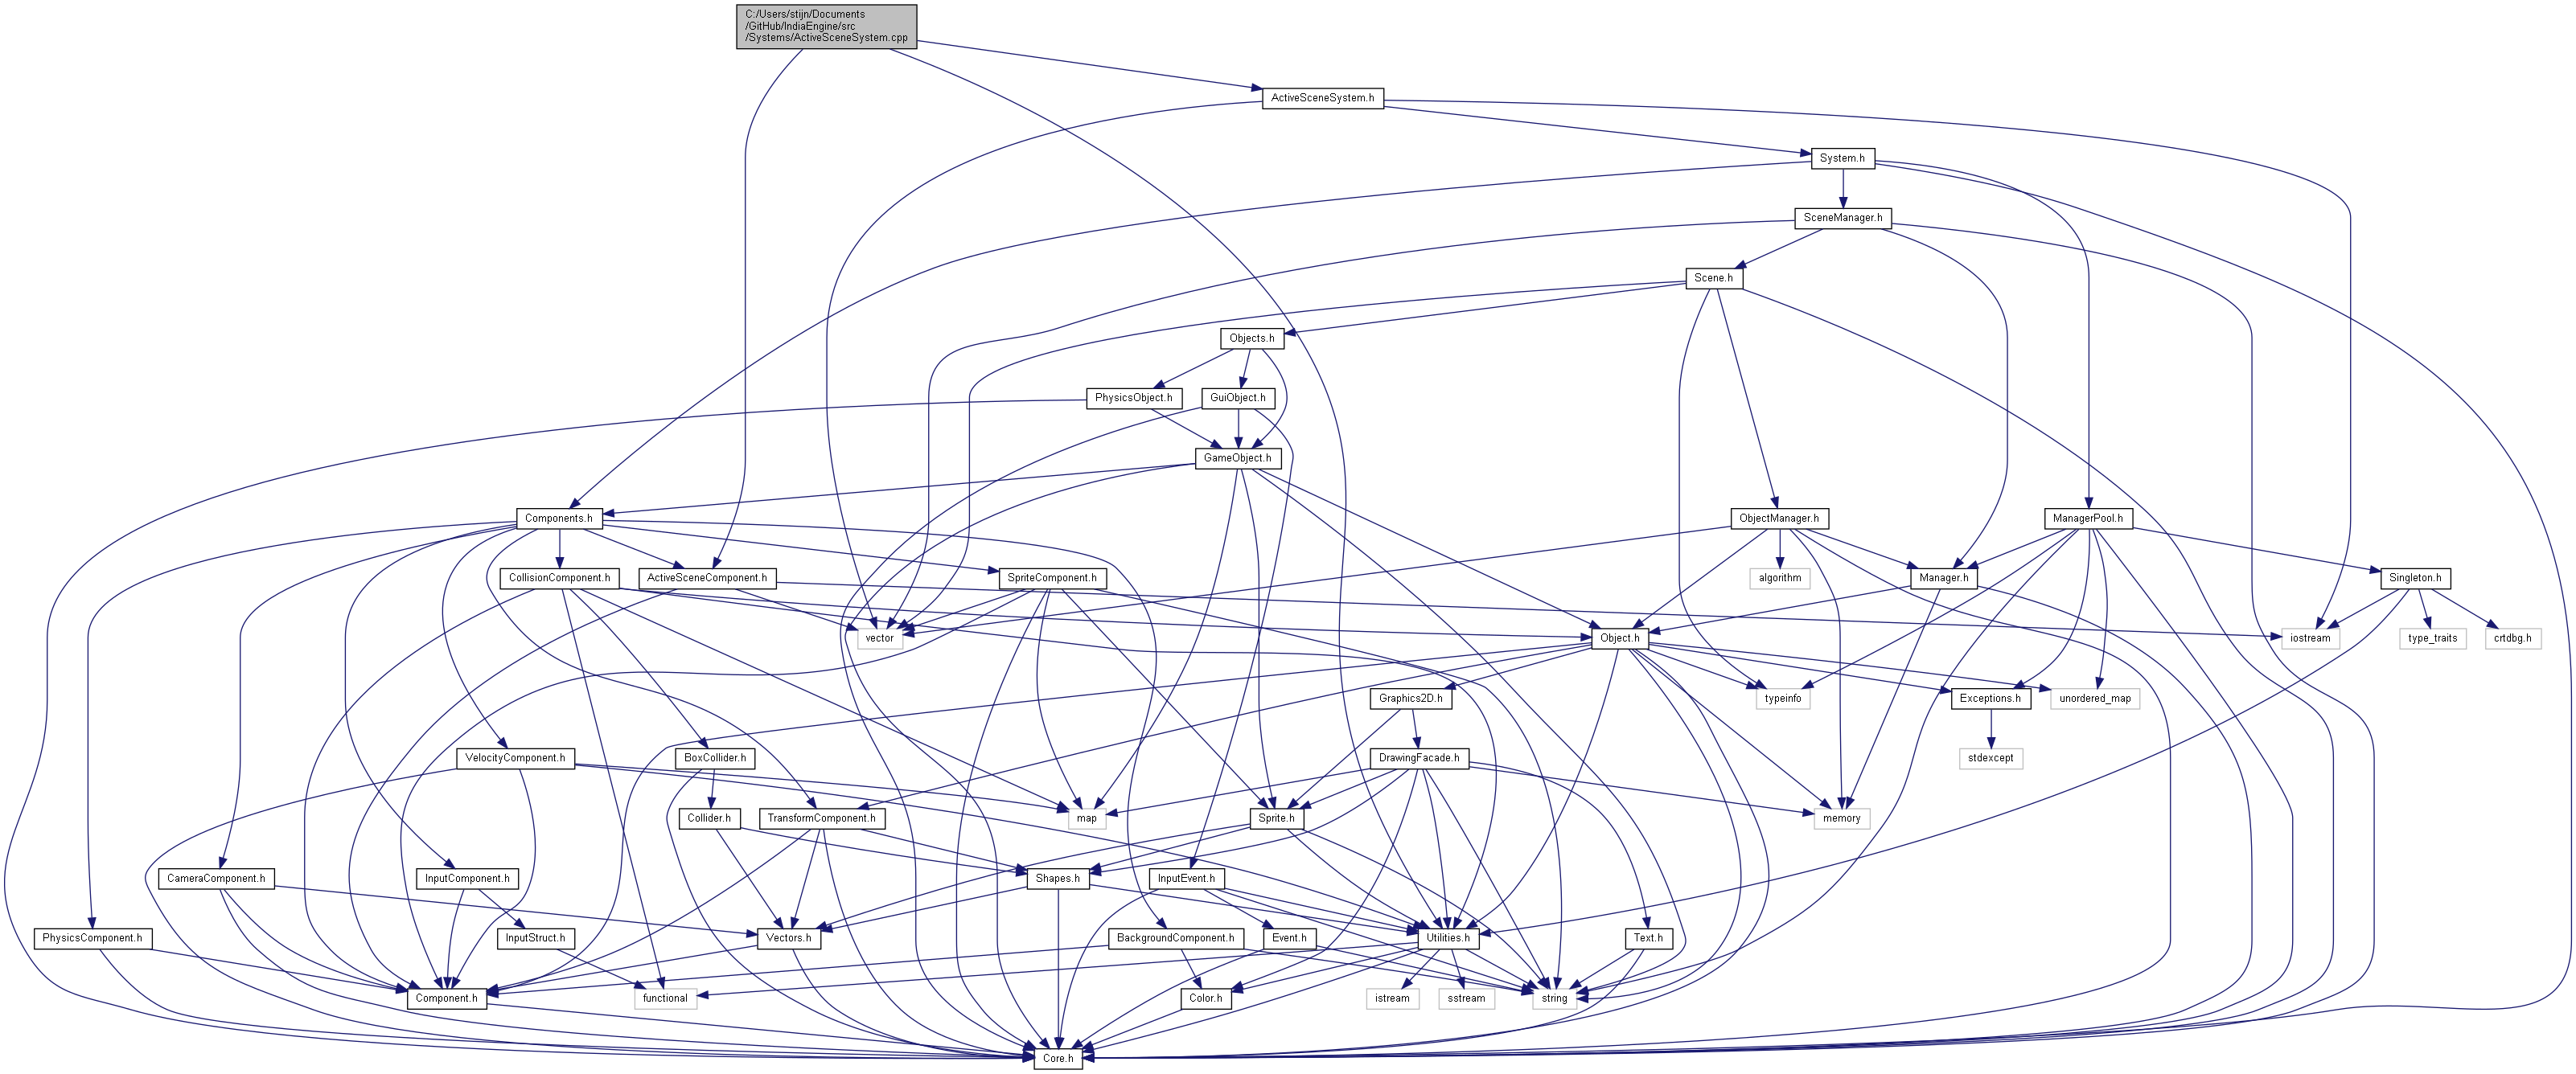 C:/Users/stijn/Documents
/GitHub/IndiaEngine/src
/Systems/ActiveSceneSystem.cpp
ActiveSceneSystem.h
System.h
SceneManager.h
Scene.h
Objects.h
PhysicsObject.h
GuiObject.h
GameObject.h
Components.h
ObjectManager.h
ManagerPool.h
CollisionComponent.h
ActiveSceneComponent.h
SpriteComponent.h
algorithm
Manager.h
Singleton.h
vector
Object.h
iostream
type_traits
crtdbg.h
Graphics2D.h
typeinfo
Exceptions.h
unordered_map
VelocityComponent.h
BoxCollider.h
DrawingFacade.h
stdexcept
Collider.h
TransformComponent.h
map
Sprite.h
memory
CameraComponent.h
InputComponent.h
Shapes.h
InputEvent.h
PhysicsComponent.h
InputStruct.h
Vectors.h
BackgroundComponent.h
Event.h
Utilities.h
Text.h
Component.h
functional
Color.h
istream
sstream
string
Core.h